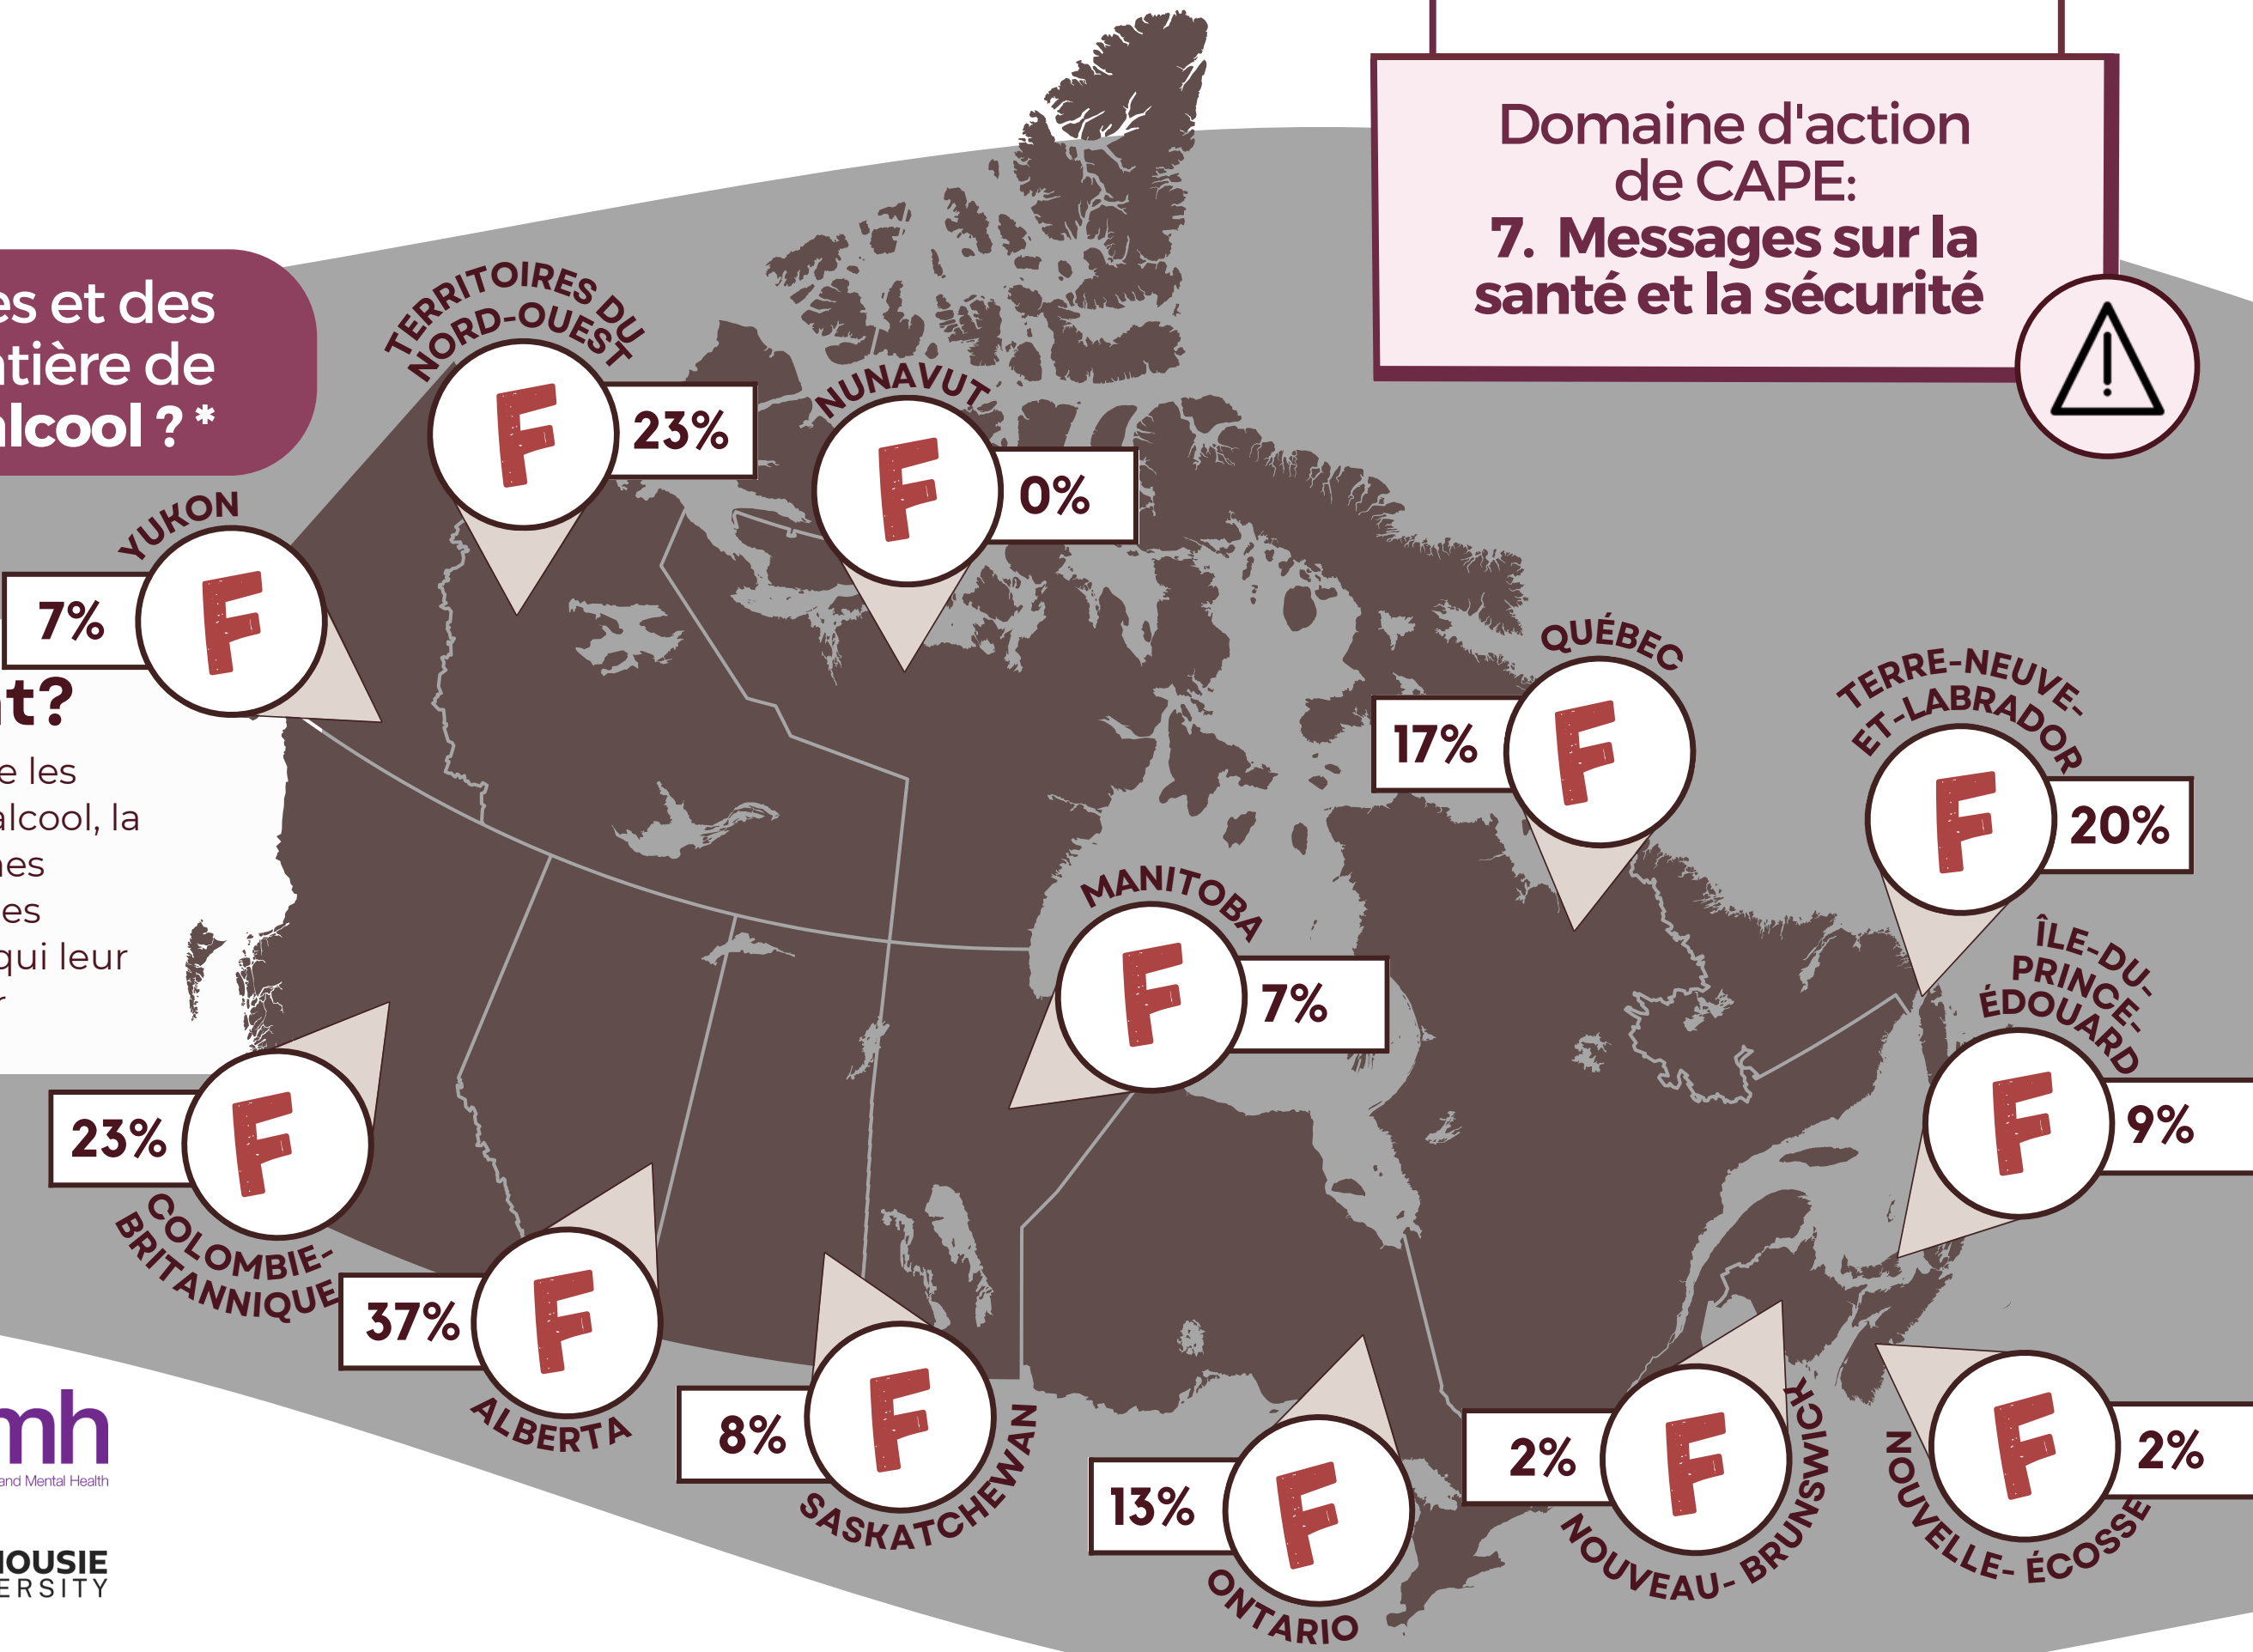 Domaine d'action
de CAPE:
7. Messages sur la
santé et la sécurité
es et des
tière de
lcool ? *
TERRITOIRES DU
NORD-OUEST
F
23%
NUNAVUT
F
0%
YUKON
7%
F
t?
e les
alcool, la
nes
es
qui leur
r
QUÉBEC
17%
F
TERRE-NEUVE-
ET-LABRADOR
F
20%
MANITOBA
F
7%
ÎLE-DU-
PRINCE-
ÉDOUARD
F
9%
23%
F
COLOMBIE-
BRITANNIQUE
37%
F
ALBERTA
8%
F
SASKATCHEWAN
13%
F
ONTARIO
2%
F
NOUVEAU- BRUNSWICK
F
2%
NOUVELLE- ÉCOSSE
mh
and Mental Health
HOUSIE
ERSITY